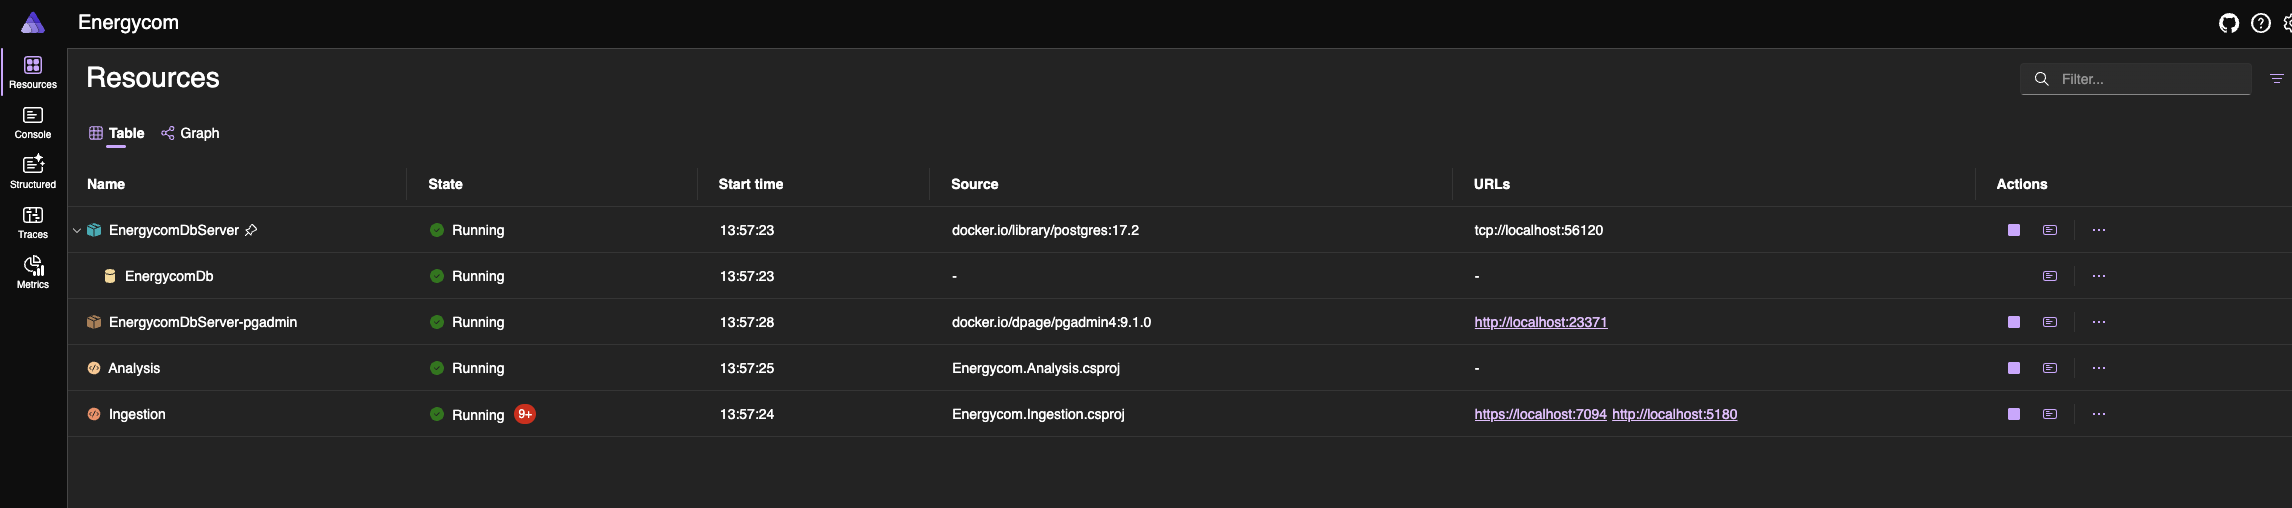 Energycom
Resources
Resources
Filter...
Console
Table Graph
Structured
Name State Start time Source URLs Actions
Traces
EnergycomDbServer Running 13:57:23 docker.io/library/postgres:17.2 tcp://localhost:56120
Metrics
EnergycomDb Running 13:57:23 - -
EnergycomDbServer-pgadmin Running 13:57:28 docker.io/dpage/pgadmin4:9.1.0 http://localhost:23371
Analysis Running 13:57:25 Energycom.Analysis.csproj -
Ingestion Running 9+ 13:57:24 Energycom.Ingestion.csproj https://localhost:7094 http://localhost:5180